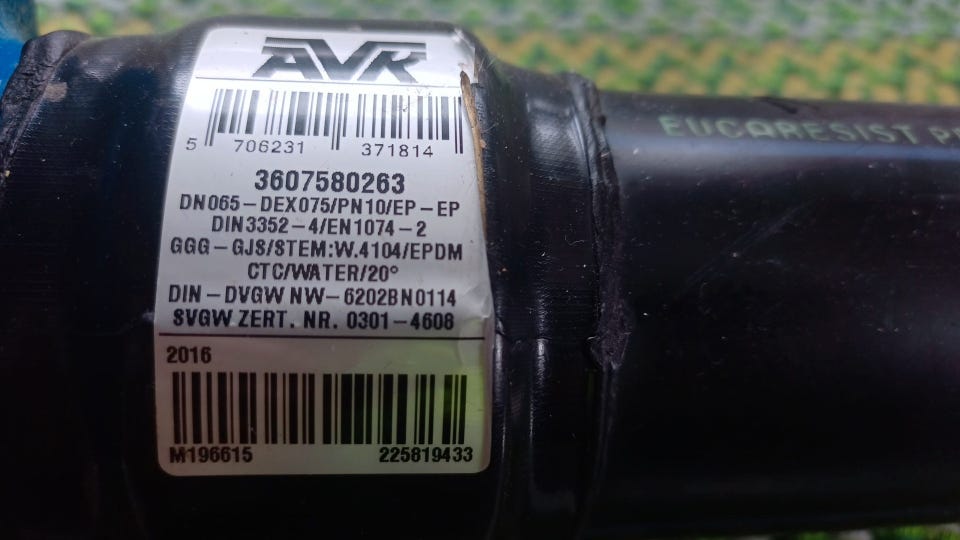 AVK
5 706231 371814
3607580263
DN065-DEX075/PN10/EP-EP
DIN3352-4/EN1074-2
GGG-GJS/STEM:W.4104/EPDM
CTC/WATER/20°
DIN-DVGW NW-6202BN0114
SVGW ZERT. NR. 0301-4608
2016
M196615 225819433
EUCARESIST